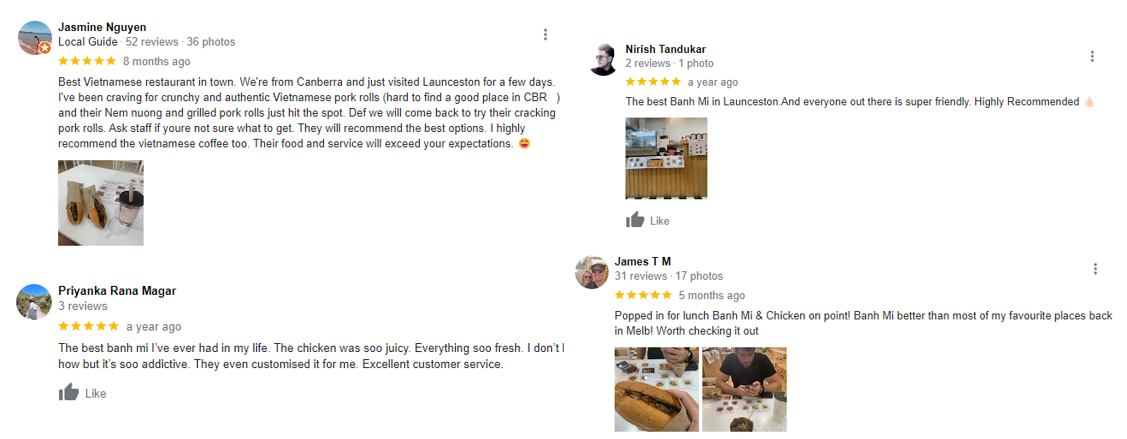 Jasmine Nguyen
Local Guide · 52 reviews · 36 photos
8 months ago
Best Vietnamese restaurant in town. We're from Canberra and just visited Launceston for a few days.
I've been craving for crunchy and authentic Vietnamese pork rolls (hard to find a good place in CBR )
and their Nem nuong and grilled pork rolls just hit the spot. Def we will come back to try their cracking
pork rolls. Ask staff if youre not sure what to get. They will recommend the best options. I highly
recommend the vietnamese coffee too. Their food and service will exceed your expectations. 😍
Priyanka Rana Magar
3 reviews
a year ago
The best banh mi I've ever had in my life. The chicken was soo juicy. Everything soo fresh. I don't
how but it's soo addictive. They even customised it for me. Excellent customer service.
Like
Nirish Tandukar
2 reviews · 1 photo
a year ago
The best Banh Mi in Launceston.And everyone out there is super friendly. Highly Recommended 👍🏻
Like
James T M
31 reviews · 17 photos
5 months ago
Popped in for lunch Banh Mi & Chicken on point! Banh Mi better than most of my favourite places back
in Melb! Worth checking it out